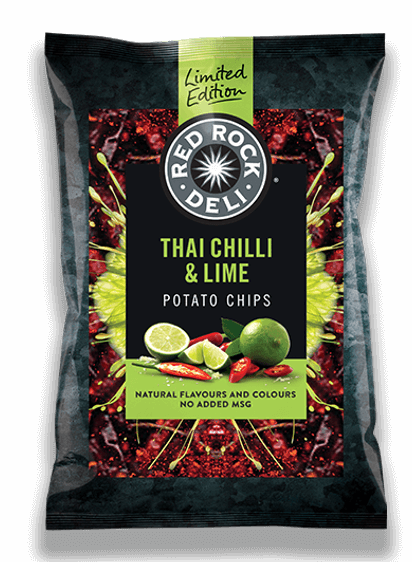 Limited
Edition
RED ROCK
DELI
®
THAI CHILLI
& LIME
POTATO CHIPS
NATURAL FLAVOURS AND COLOURS
NO ADDED MSG